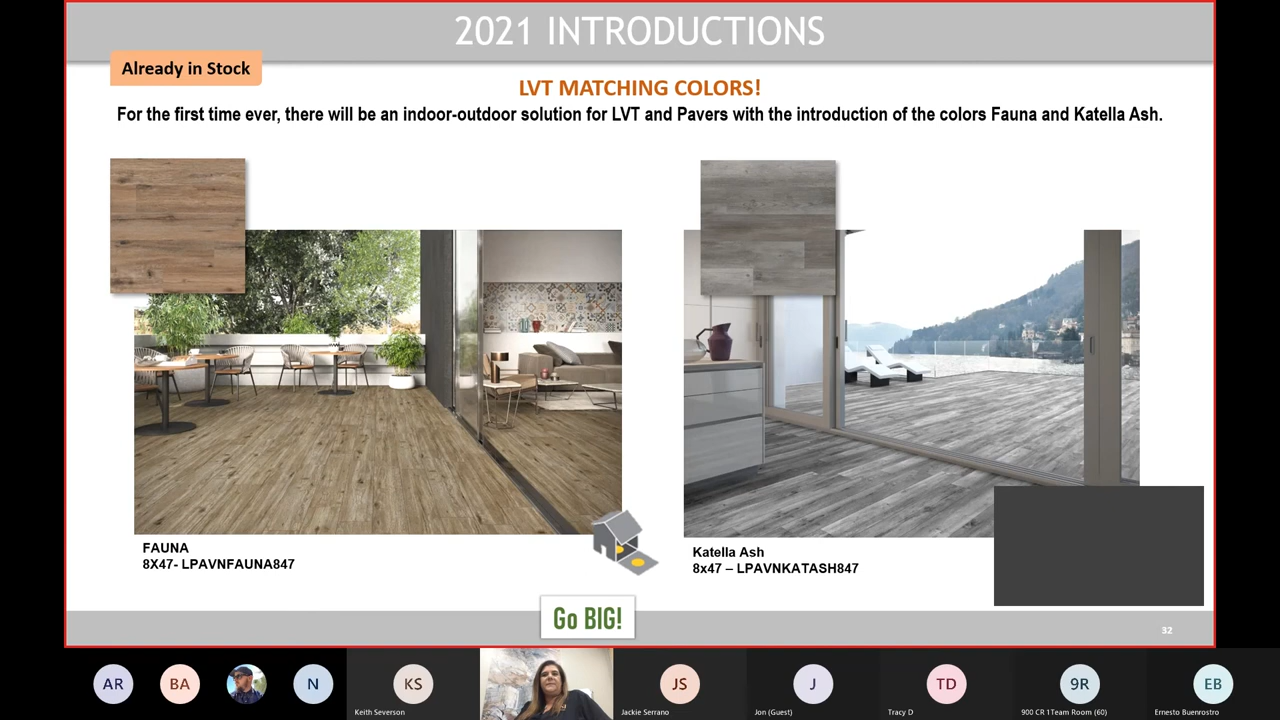 2021 INTRODUCTIONS
Already in Stock
LVT MATCHING COLORS!
For the first time ever, there will be an indoor-outdoor solution for LVT and Pavers with the introduction of the colors Fauna and Katella Ash.
FAUNA
8X47- LPAVNFAUNA847
Katella Ash
8x47 – LPAVNKATASH847
Go BIG!
32
AR
BA
N
KS
JS
J
TD
9R
EB
Keith Severson
Jackie Serrano
Jon (Guest)
Tracy D
900 CR 1Team Room (60)
Ernesto Buenrostro